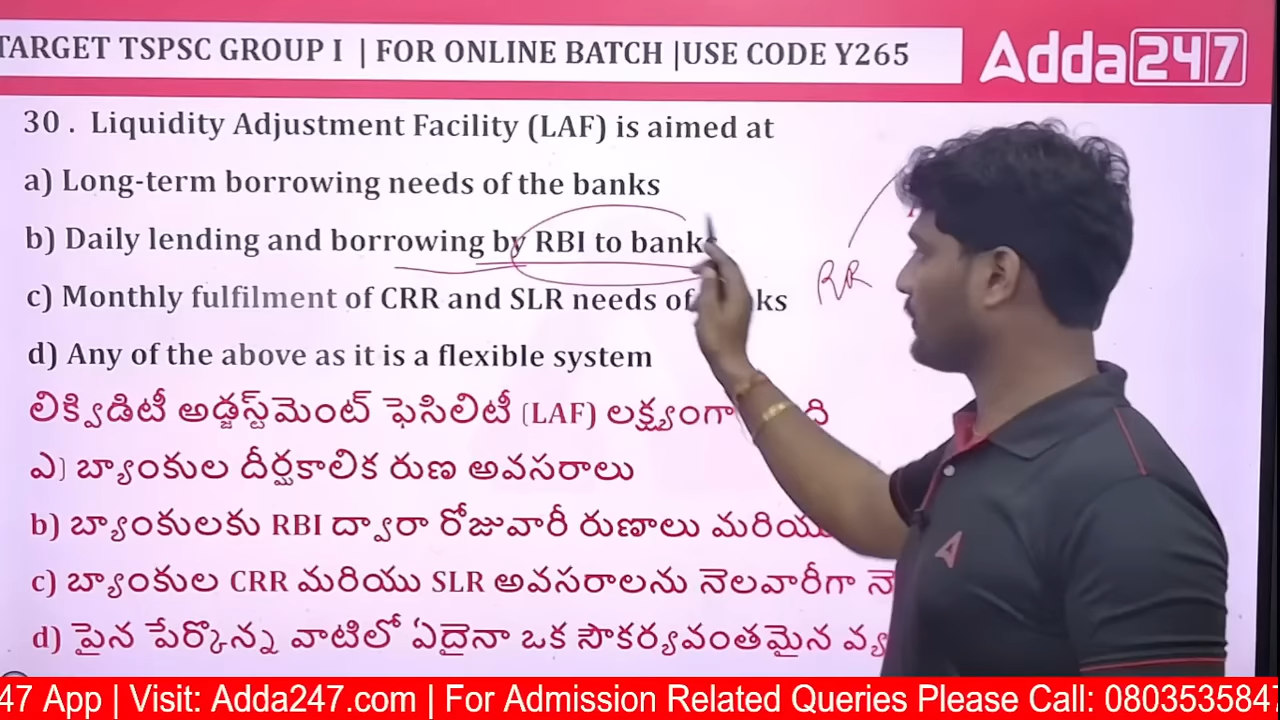 TARGET TSPSC GROUP I | FOR ONLINE BATCH |USE CODE Y265
Adda247
30 . Liquidity Adjustment Facility (LAF) is aimed at
a) Long-term borrowing needs of the banks
b) Daily lending and borrowing by RBI to banks
c) Monthly fulfilment of CRR and SLR needs of ks
RR
d) Any of the above as it is a flexible system
లిక్విడిటీ అడ్జస్ట్‌మెంట్ ఫెసిలిటీ (LAF) లక్ష్యంగా ది
ఎ) బ్యాంకుల దీర్ఘకాలిక రుణ అవసరాలు
b) బ్యాంకులకు RBI ద్వారా రోజువారీ రుణాలు మరియు
c) బ్యాంకుల CRR మరియు SLR అవసరాలను నెలవారీగా నె
d) పైన పేర్కొన్న వాటిలో ఏదైనా ఒక సౌకర్యవంతమైన వ్య
47 App | Visit: Adda247.com | For Admission Related Queries Please Call: 0803535847